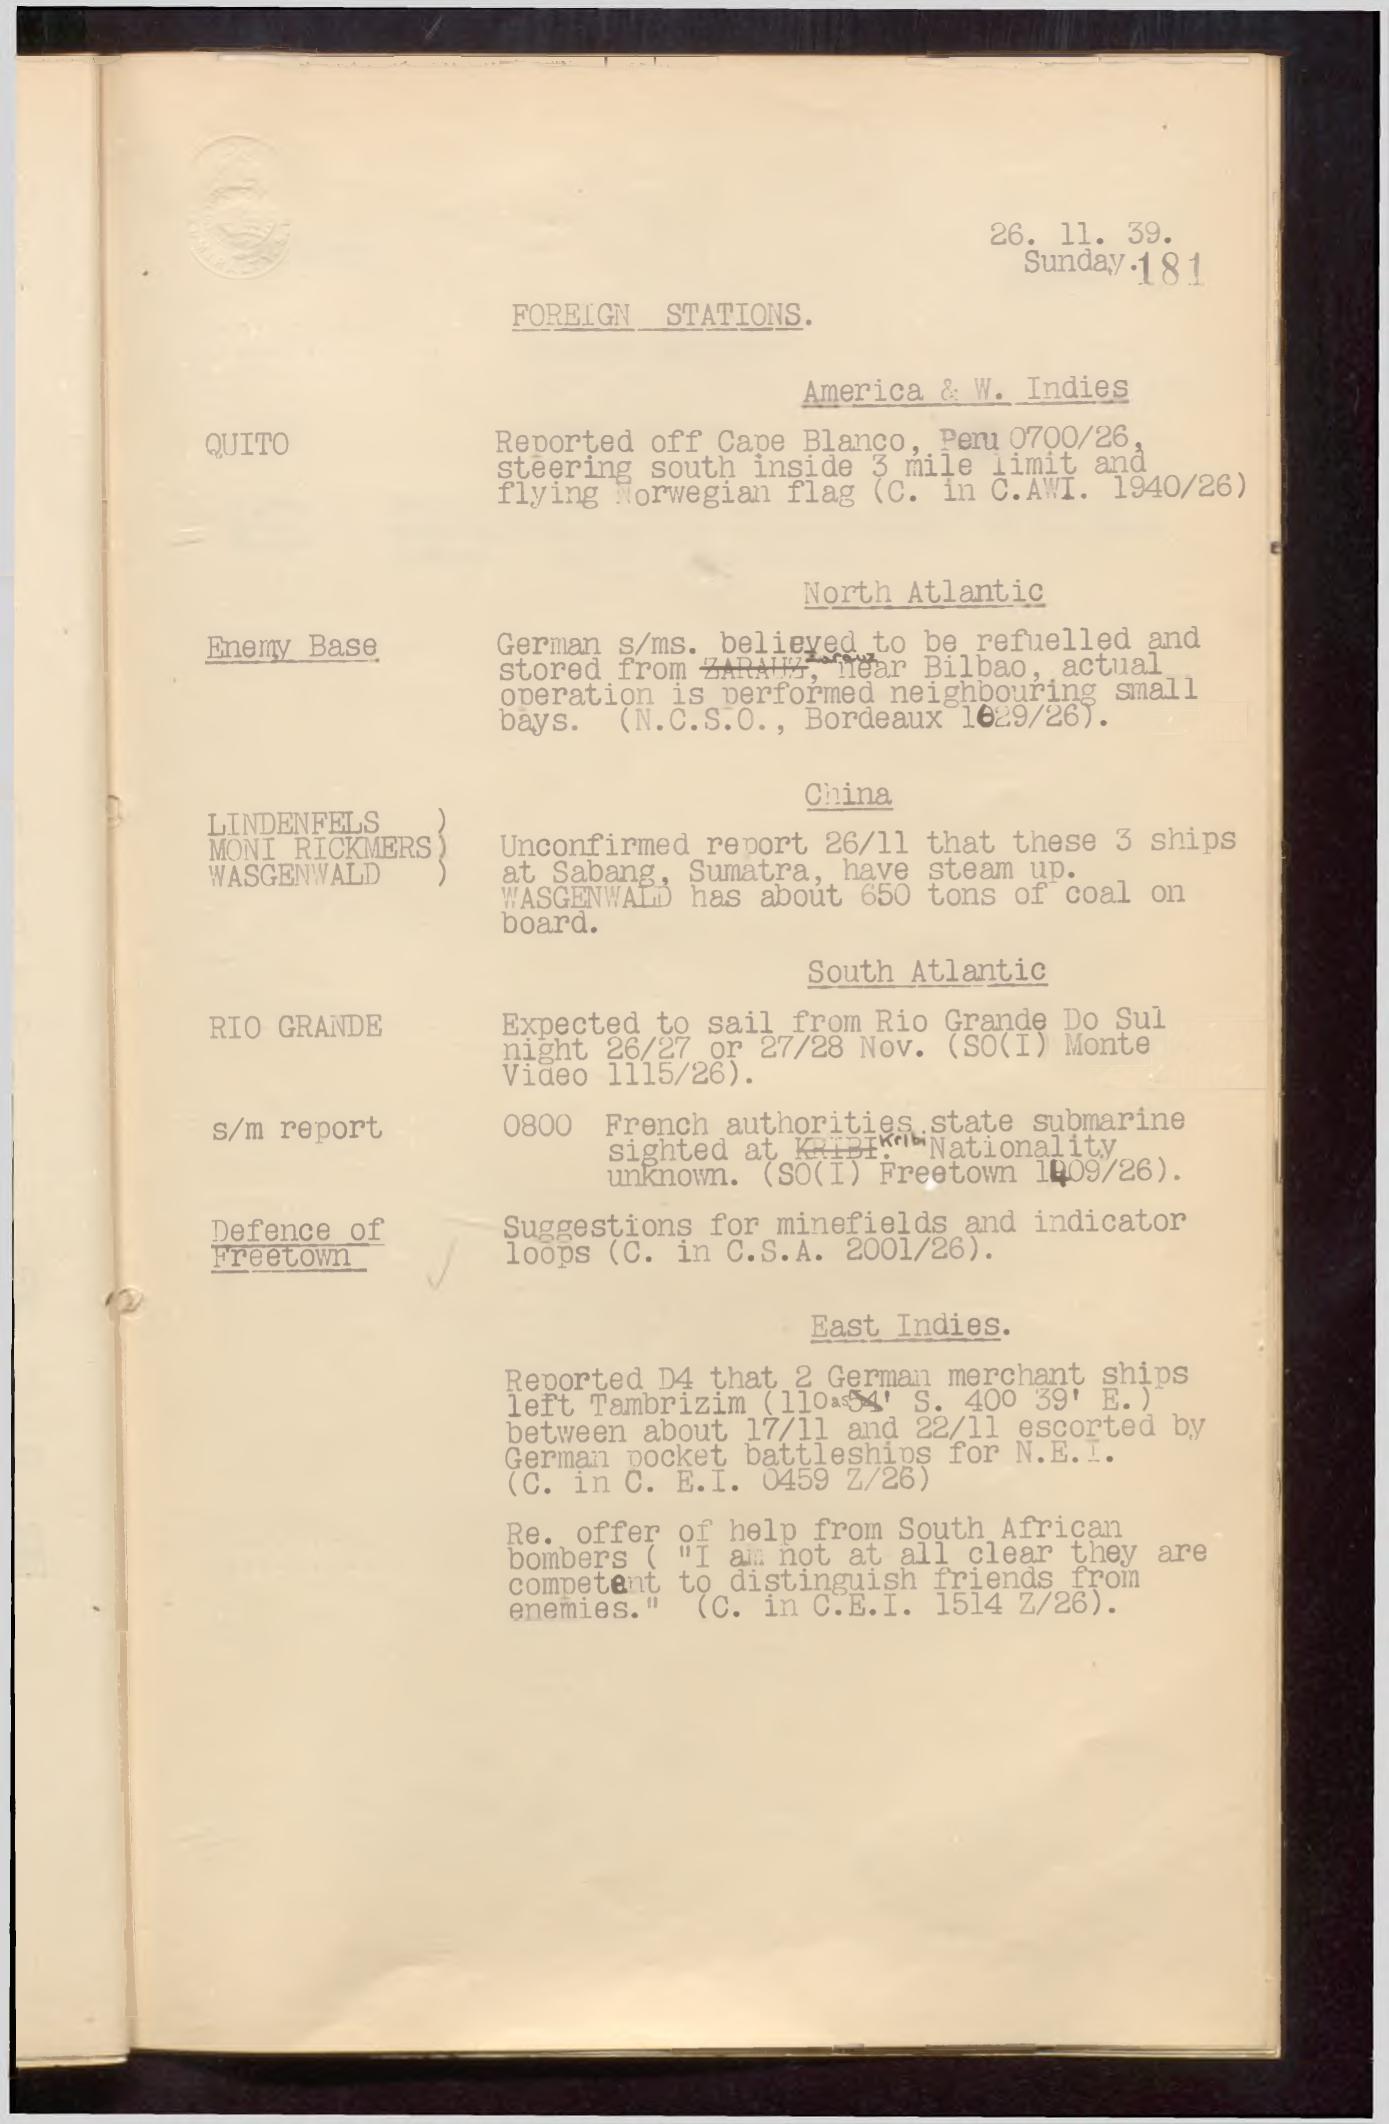 26. 11. 39.
Sunday.181
FOREIGN STATIONS.
America & W. Indies
QUITO Reported off Cape Blanco, Peru 0700/26,
steering south inside 3 mile limit and
flying Norwegian flag (C. in C.AWI. 1940/26)
North Atlantic
Enemy Base German s/ms. believed to be refuelled and
stored from ZARAUZ, Zarauz near Bilbao, actual
operation is performed neighbouring small
bays. (N.C.S.O., Bordeaux 1629/26).
China
LINDENFELS )
MONI RICKMERS) Unconfirmed report 26/11 that these 3 ships
WASGENWALD ) at Sabang, Sumatra, have steam up.
WASGENWALD has about 650 tons of coal on
board.
South Atlantic
RIO GRANDE Expected to sail from Rio Grande Do Sul
night 26/27 or 27/28 Nov. (SO(I) Monte
Video 1115/26).
s/m report 0800 French authorities state submarine
sighted at KRIBI. Kribi Nationality
unknown. (SO(I) Freetown 1409/26).
Defence of Suggestions for minefields and indicator
Freetown loops (C. in C.S.A. 2001/26).
East Indies.
Reported D4 that 2 German merchant ships
left Tambrizim (11o 54' S. 40o 39' E.)
between about 17/11 and 22/11 escorted by
German pocket battleships for N.E.I.
(C. in C. E.I. 0459 Z/26)
Re. offer of help from South African
bombers ( "I am not at all clear they are
competent to distinguish friends from
enemies." (C. in C.E.I. 1514 Z/26).